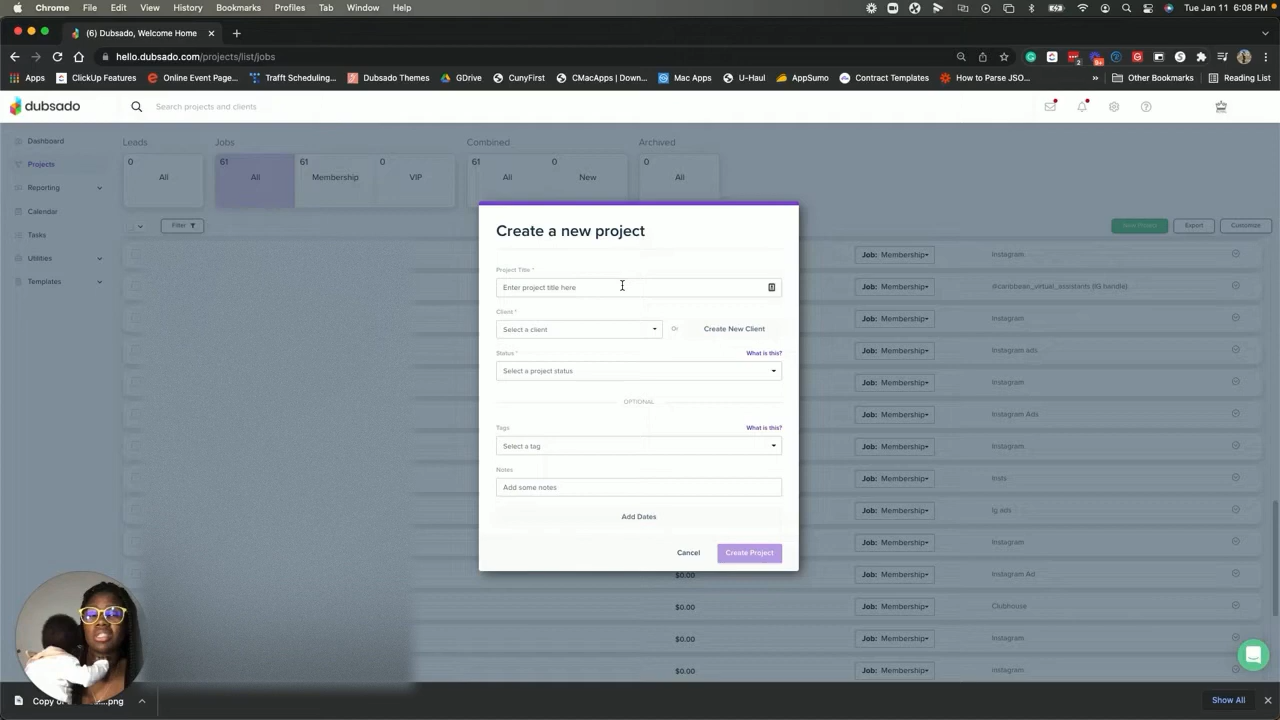 Chrome File Edit View History Bookmarks Profiles Tab Window Help Tue Jan 11 6:08 PM
(6) Dubsado, Welcome Home
hello.dubsado.com/projects/list/jobs
Apps ClickUp Features Online Event Page... Trafft Scheduling... Dubsado Themes GDrive CunyFirst CMacApps | Down... Mac Apps U-Haul AppSumo Contract Templates How to Parse JSO... » Other Bookmarks Reading List
dubsado Search projects and clients
Dashboard
Projects
Reporting
Calendar
Tasks
Utilities
Templates
Leads Jobs Combined Archived
0 61 61 0 61 0 0
All All Membership VIP All New All
Filter New Project Export Customize
Create a new project
Project Title *
Enter project title here
Client *
Select a client Or Create New Client
Status * What is this?
Select a project status
OPTIONAL
Tags What is this?
Select a tag
Notes
Add some notes
Add Dates
Cancel Create Project
Job: Membership Instagram
Job: Membership @caribbean_virtual_assistants (IG handle)
Job: Membership Instagram
Job: Membership Instagram ads
Job: Membership Instagram
Job: Membership Instagram Ads
Job: Membership Instagram
Job: Membership Insta
Job: Membership Ig ads
Job: Membership Instagram
$0.00 Job: Membership Instagram Ad
$0.00 Job: Membership Clubhouse
$0.00 Job: Membership Instagram
$0.00 Job: Membership Instagram
Copy of ....png Show All